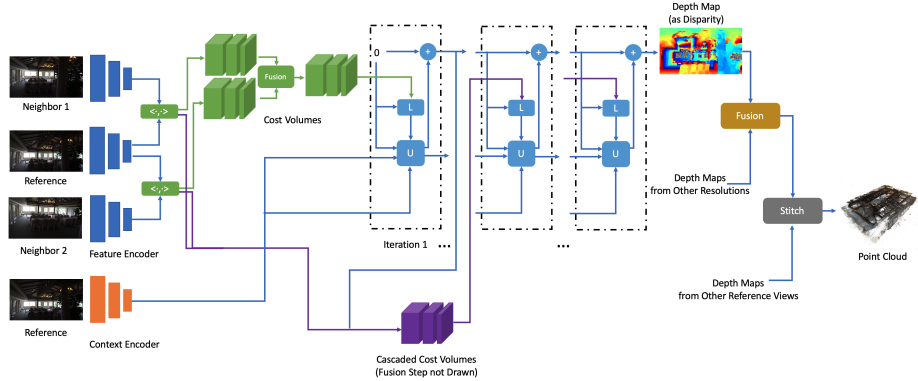 Depth Map
(as Disparity)
Neighbor 1
<·,·>
Fusion
Cost Volumes
0
+
+
+
L
L
L
U
U
U
Fusion
Reference
<·,·>
Depth Maps
from Other Resolutions
Stitch
Neighbor 2
Feature Encoder
Iteration 1
...
...
Point Cloud
Depth Maps
from Other Reference Views
Reference
Context Encoder
Cascaded Cost Volumes
(Fusion Step not Drawn)